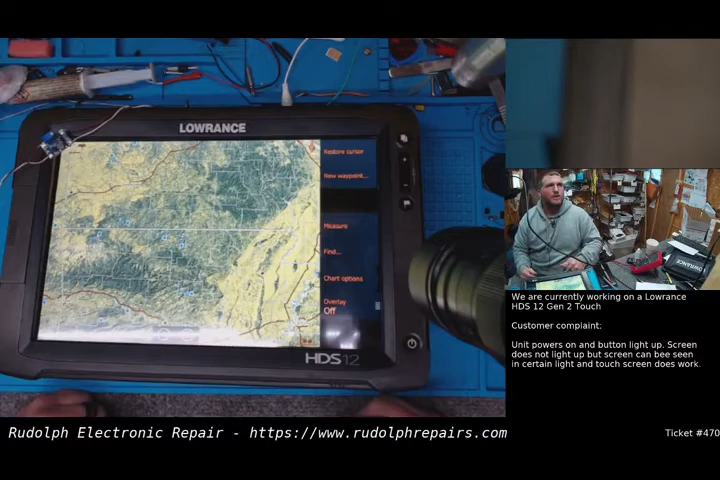 LOWRANCE
Restore cursor
New waypoint...
Measure
Find...
Chart options
Overlay
Off
HDS12
LOWRANCE
We are currently working on a Lowrance
HDS 12 Gen 2 Touch
Customer complaint:
Unit powers on and button light up. Screen
does not light up but screen can bee seen
in certain light and touch screen does work.
Rudolph Electronic Repair - https://www.rudolphrepairs.com
Ticket #470